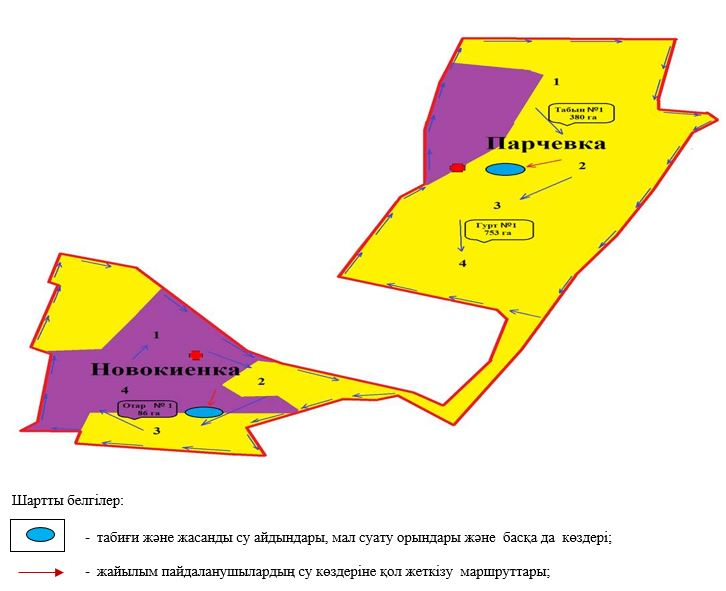 1
Табын №1
380 га
Парчевка
2
3
Гурт №1
753 га
4
1
Новокиенка
2
4
Отар № 1
86 га
3
Шартты белгілер:
- табиғи және жасанды су айдындары, мал суату орындары және басқа да көздері;
- жайылым пайдаланушылардың су көздеріне қол жеткізу маршруттары;